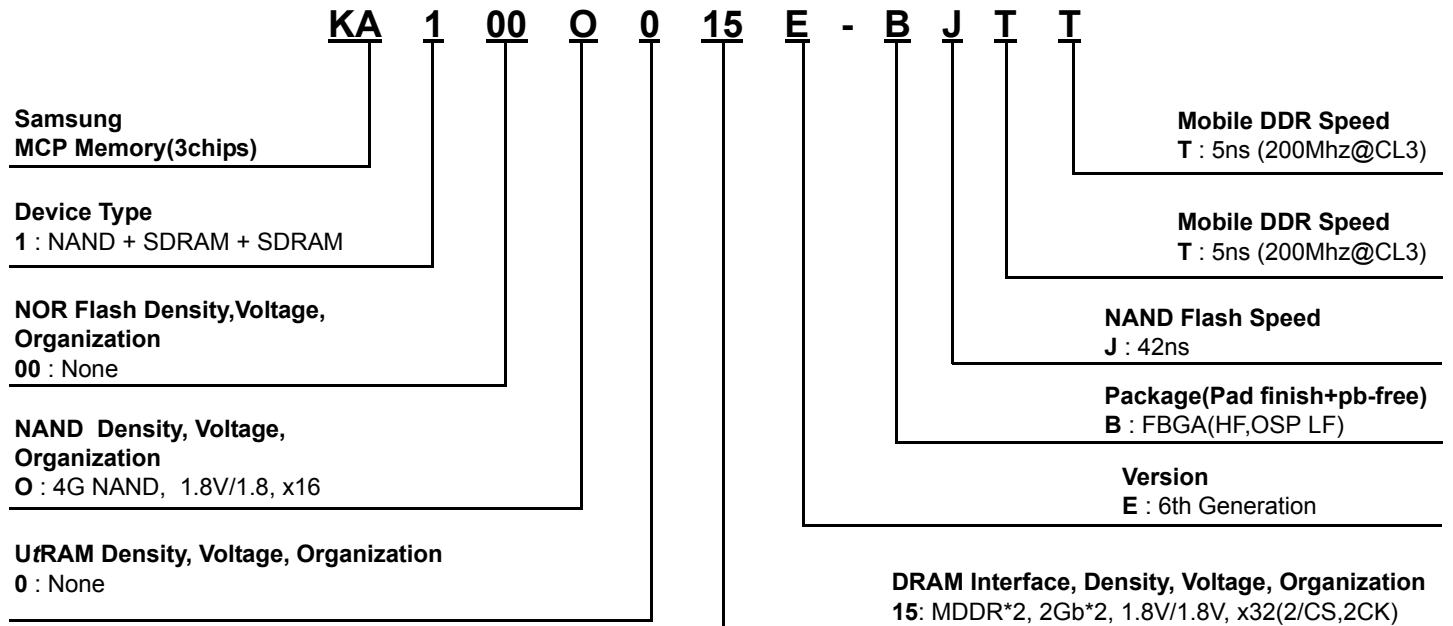 KA 1 00 O 0 15 E - B J T T
Samsung
MCP Memory(3chips)
Device Type
1 : NAND + SDRAM + SDRAM
NOR Flash Density,Voltage,
Organization
00 : None
NAND Density, Voltage,
Organization
O : 4G NAND, 1.8V/1.8, x16
UtRAM Density, Voltage, Organization
0 : None
Mobile DDR Speed
T : 5ns (200Mhz@CL3)
Mobile DDR Speed
T : 5ns (200Mhz@CL3)
NAND Flash Speed
J : 42ns
Package(Pad finish+pb-free)
B : FBGA(HF,OSP LF)
Version
E : 6th Generation
DRAM Interface, Density, Voltage, Organization
15: MDDR*2, 2Gb*2, 1.8V/1.8V, x32(2/CS,2CK)